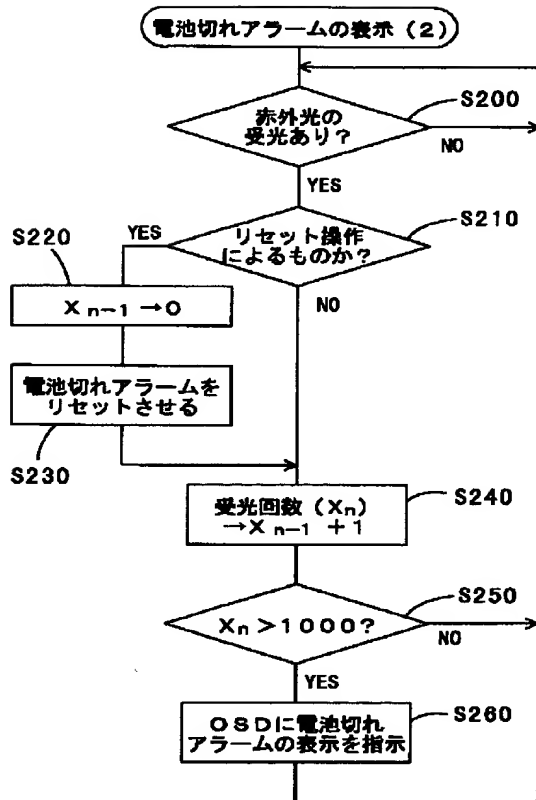 電池切れアラームの表示（2）
赤外光の
受光あり？
S200
NO
YES
リセット操作
によるものか？
S210
YES
NO
S220
Xn-1→0
電池切れアラームを
リセットさせる
S230
受光回数（Xn）
→Xn-1 +1
S240
Xn>1000？
S250
NO
YES
OSDに電池切れ
アラームの表示を指示
S260